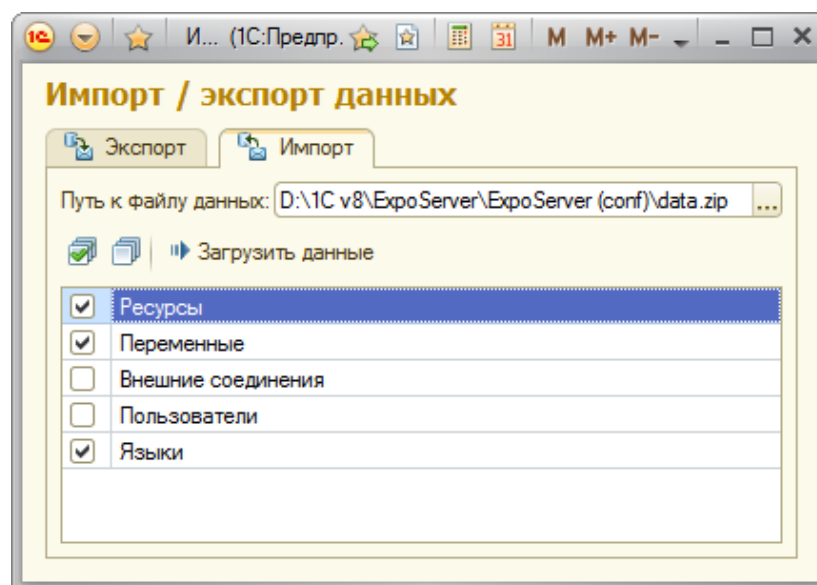 И... (1С:Предпр. 31 M M+ M-
Импорт / экспорт данных
Экспорт Импорт
Путь к файлу данных: D:\1C v8\ExpoServer\ExpoServer (conf)\data.zip ...
Загрузить данные
Ресурсы
Переменные
Внешние соединения
Пользователи
Языки